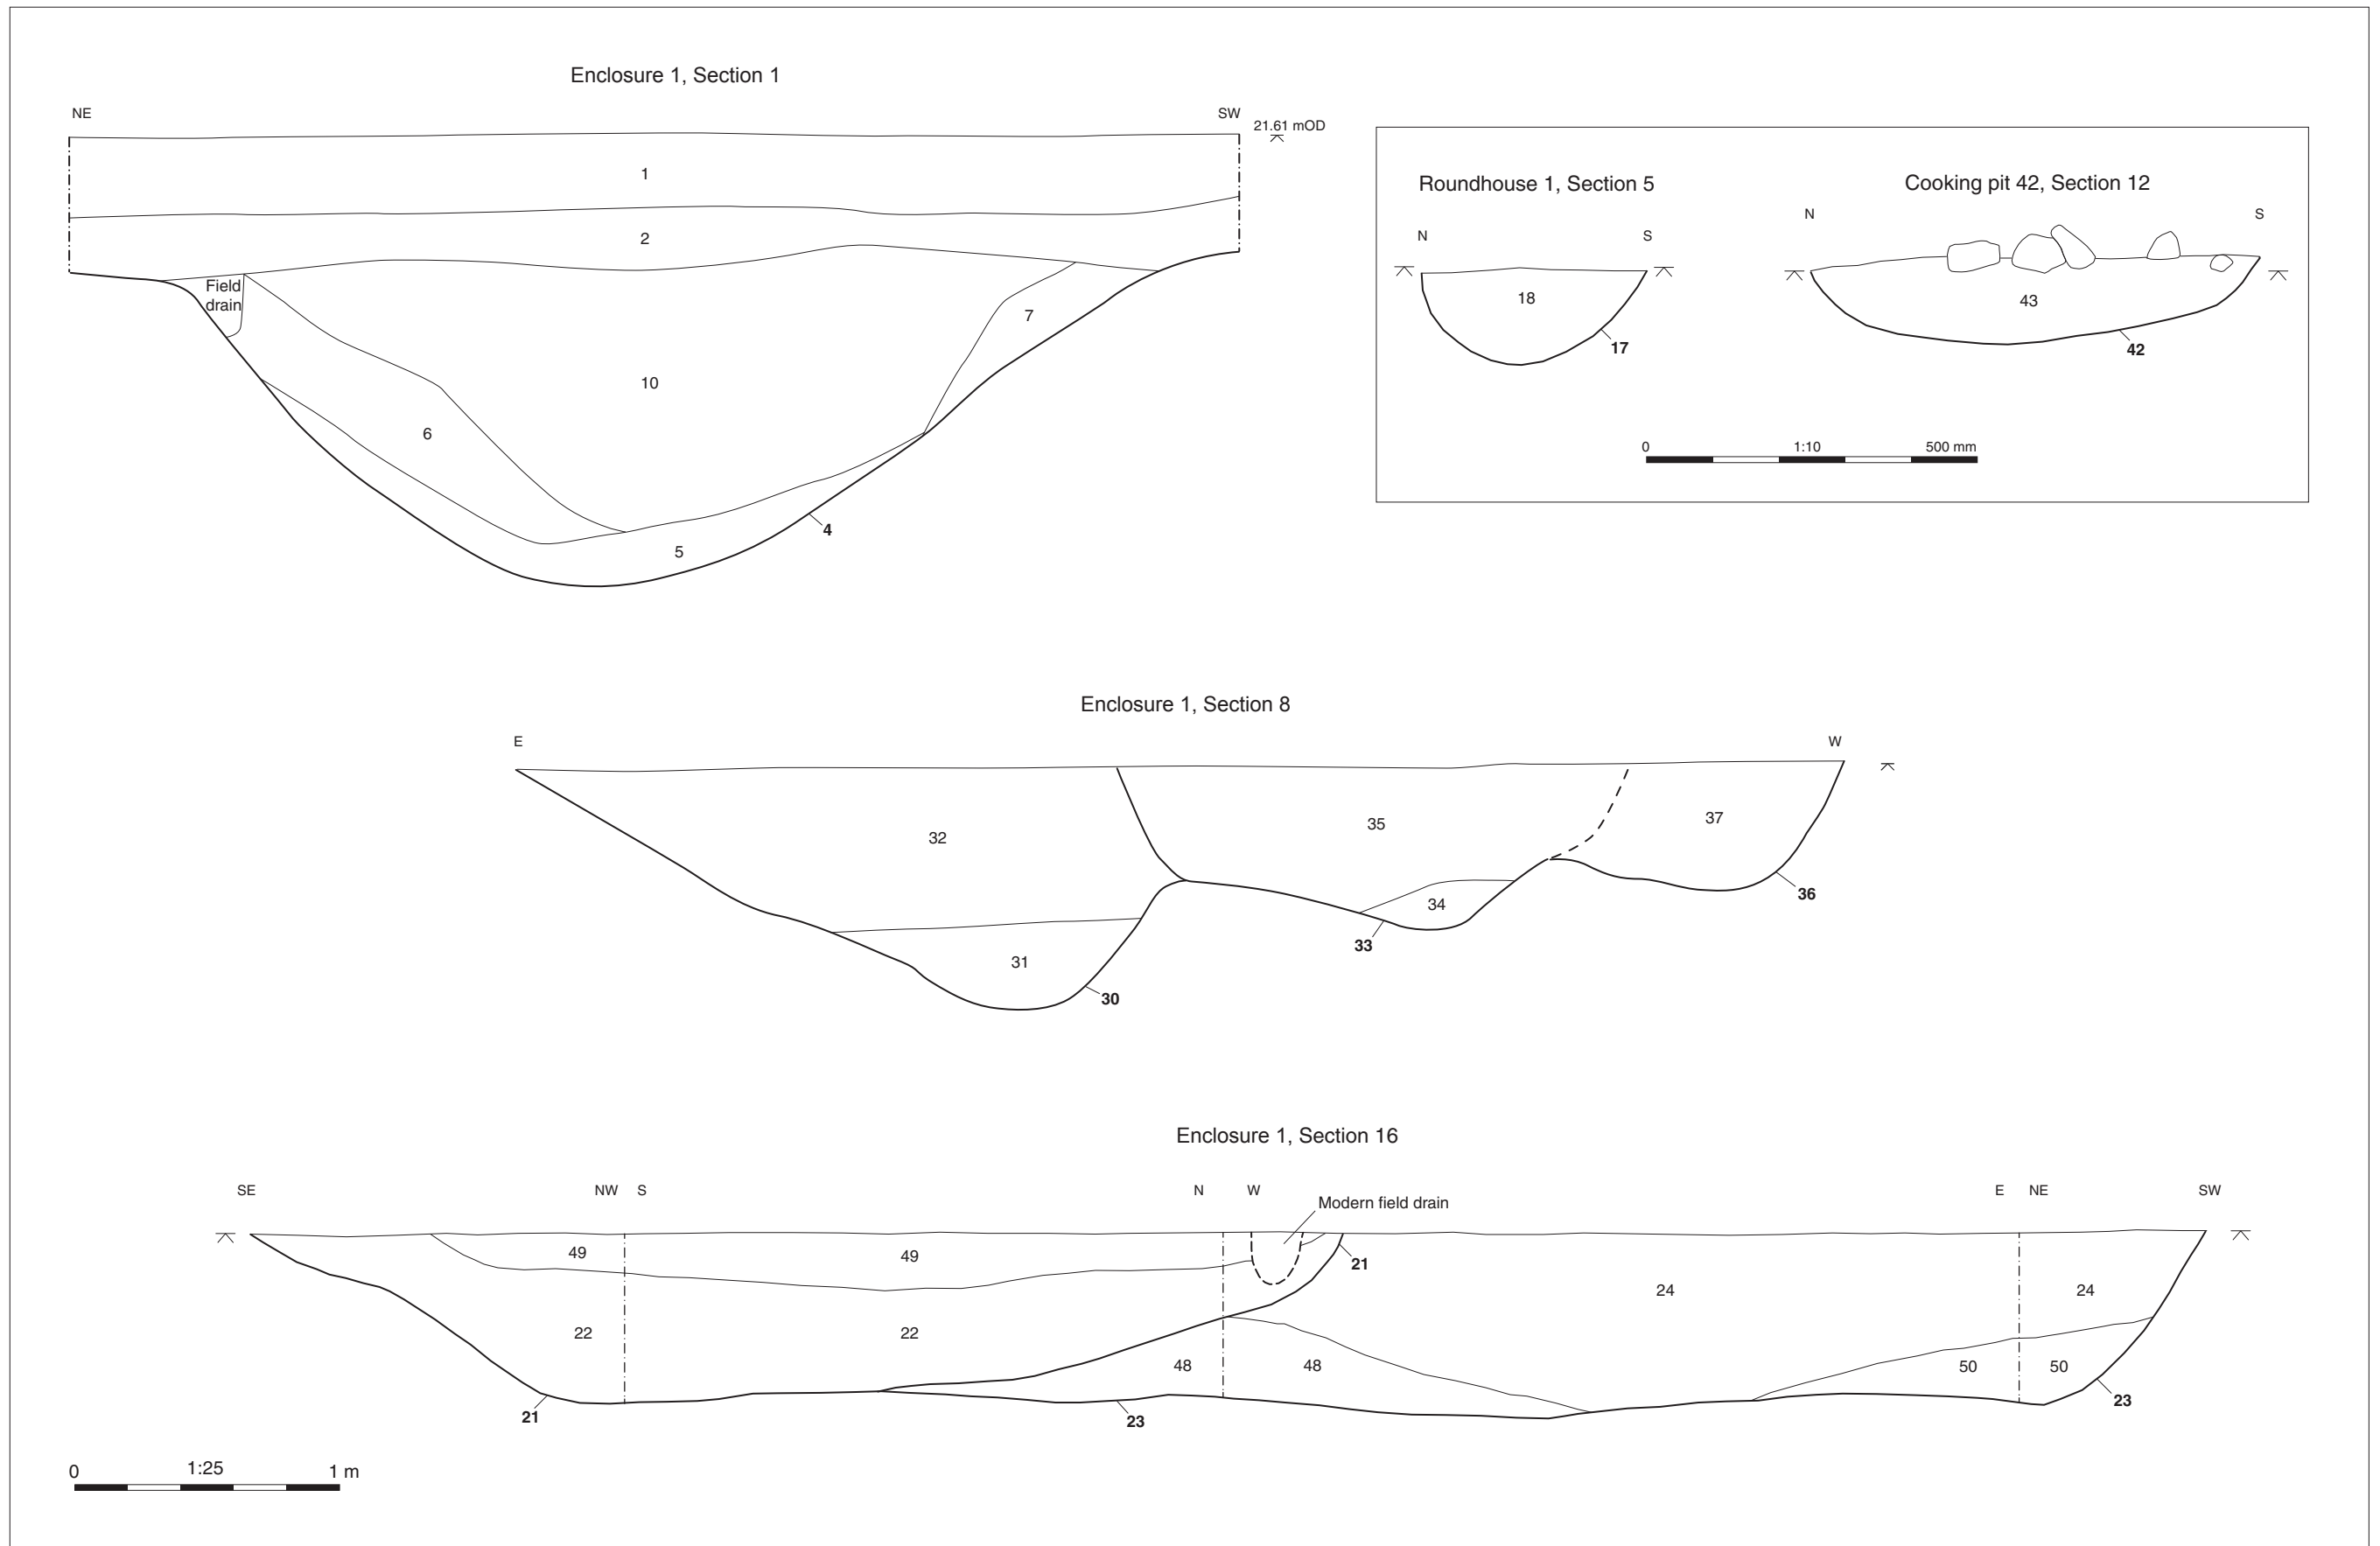 Enclosure 1, Section 1
NE
SW
21.61 mOD
1
2
Field
drain
7
10
6
4
5
Roundhouse 1, Section 5
N
S
18
17
Cooking pit 42, Section 12
N
S
43
42
0 1:10 500 mm
Enclosure 1, Section 8
E
W
32
35
37
34
36
33
31
30
Enclosure 1, Section 16
SE
NW S
N W
E NE
SW
Modern field drain
49
49
21
24
24
22
22
48
48
50
50
21
23
23
0 1:25 1 m